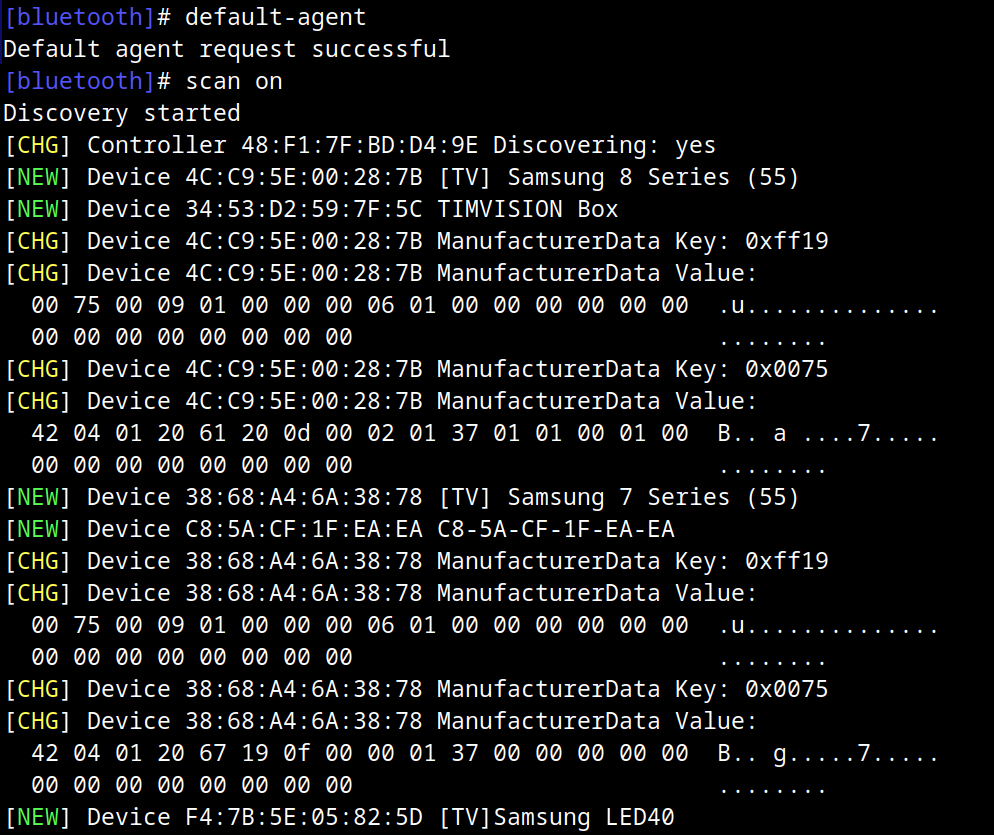 [bluetooth]# default-agent
Default agent request successful
[bluetooth]# scan on
Discovery started
[CHG] Controller 48:F1:7F:BD:D4:9E Discovering: yes
[NEW] Device 4C:C9:5E:00:28:7B [TV] Samsung 8 Series (55)
[NEW] Device 34:53:D2:59:7F:5C TIMVISION Box
[CHG] Device 4C:C9:5E:00:28:7B ManufacturerData Key: 0xff19
[CHG] Device 4C:C9:5E:00:28:7B ManufacturerData Value:
  00 75 00 09 01 00 00 00 06 01 00 00 00 00 00 00  .u..............
  00 00 00 00 00 00 00 00                          ........
[CHG] Device 4C:C9:5E:00:28:7B ManufacturerData Key: 0x0075
[CHG] Device 4C:C9:5E:00:28:7B ManufacturerData Value:
  42 04 01 20 61 20 0d 00 02 01 37 01 01 00 01 00  B.. a ....7.....
  00 00 00 00 00 00 00 00                          ........
[NEW] Device 38:68:A4:6A:38:78 [TV] Samsung 7 Series (55)
[NEW] Device C8:5A:CF:1F:EA:EA C8-5A-CF-1F-EA-EA
[CHG] Device 38:68:A4:6A:38:78 ManufacturerData Key: 0xff19
[CHG] Device 38:68:A4:6A:38:78 ManufacturerData Value:
  00 75 00 09 01 00 00 00 06 01 00 00 00 00 00 00  .u..............
  00 00 00 00 00 00 00 00                          ........
[CHG] Device 38:68:A4:6A:38:78 ManufacturerData Key: 0x0075
[CHG] Device 38:68:A4:6A:38:78 ManufacturerData Value:
  42 04 01 20 67 19 0f 00 00 01 37 00 00 00 00 00  B.. g.....7.....
  00 00 00 00 00 00 00 00                          ........
[NEW] Device F4:7B:5E:05:82:5D [TV]Samsung LED40